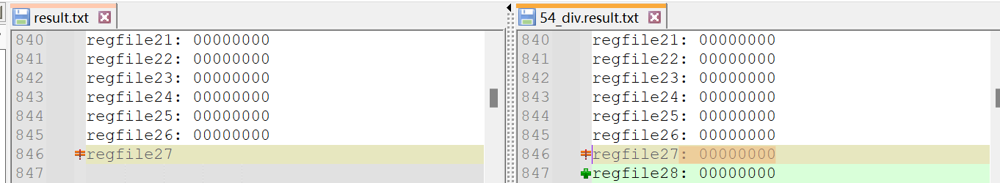 result.txt
840 regfile21: 00000000
841 regfile22: 00000000
842 regfile23: 00000000
843 regfile24: 00000000
844 regfile25: 00000000
845 regfile26: 00000000
846 regfile27
847
54_div.result.txt
840 regfile21: 00000000
841 regfile22: 00000000
842 regfile23: 00000000
843 regfile24: 00000000
844 regfile25: 00000000
845 regfile26: 00000000
846 regfile27: 00000000
847 regfile28: 00000000